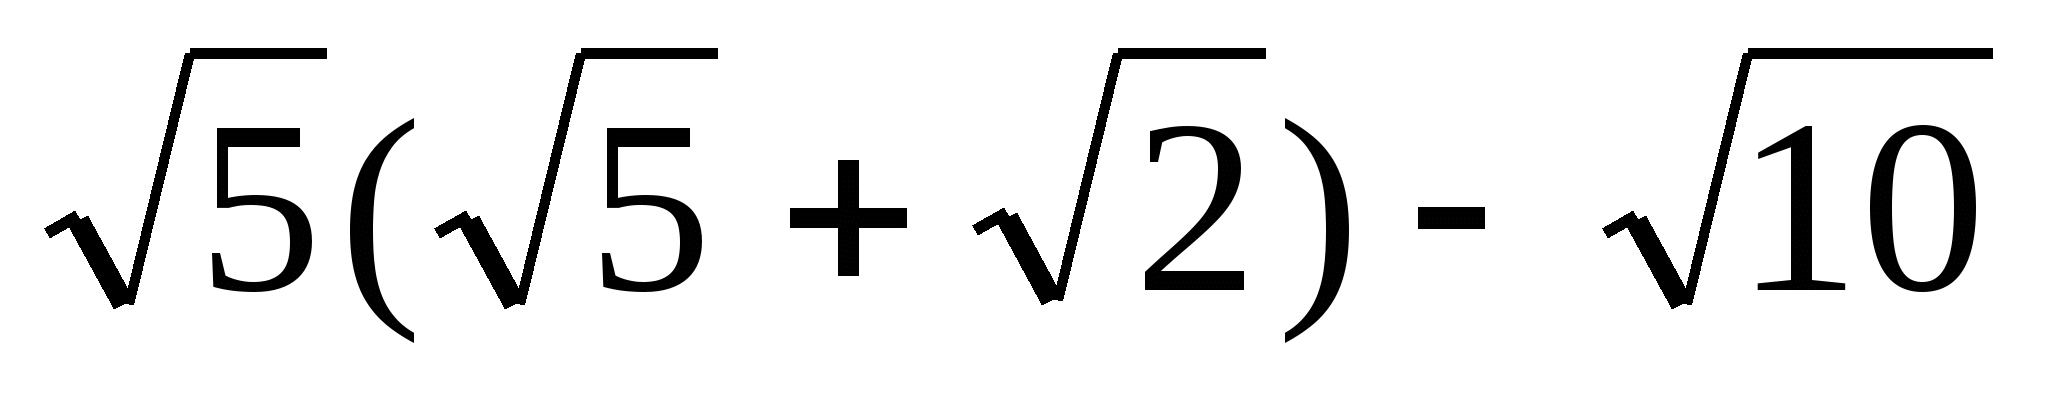 √5(√5 + √2) - √10